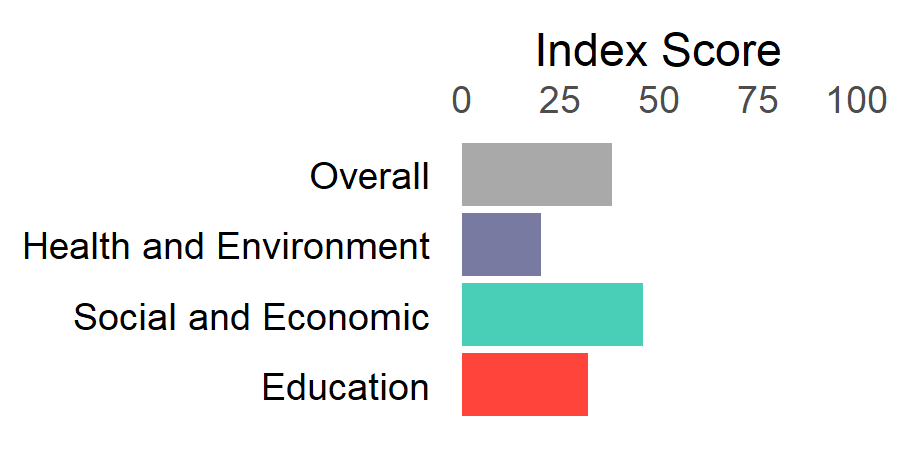 Index Score
0 25 50 75 100
Overall
Health and Environment
Social and Economic
Education